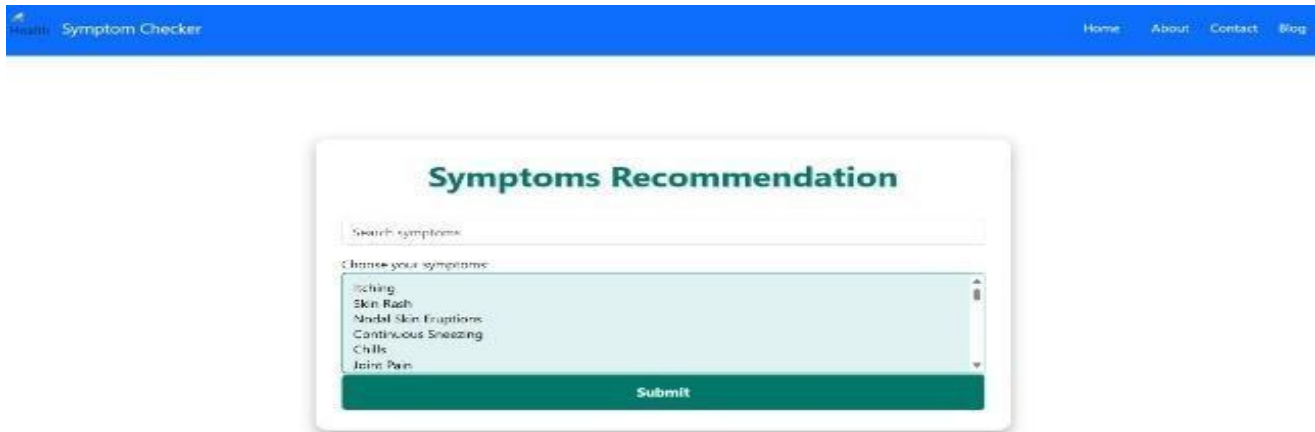 Health Symptom Checker Home About Contact Blog
Symptoms Recommendation
Search symptoms
Choose your symptoms:
Itching
Skin Rash
Nodal Skin Eruptions
Continuous Sneezing
Chills
Joint Pain
Submit